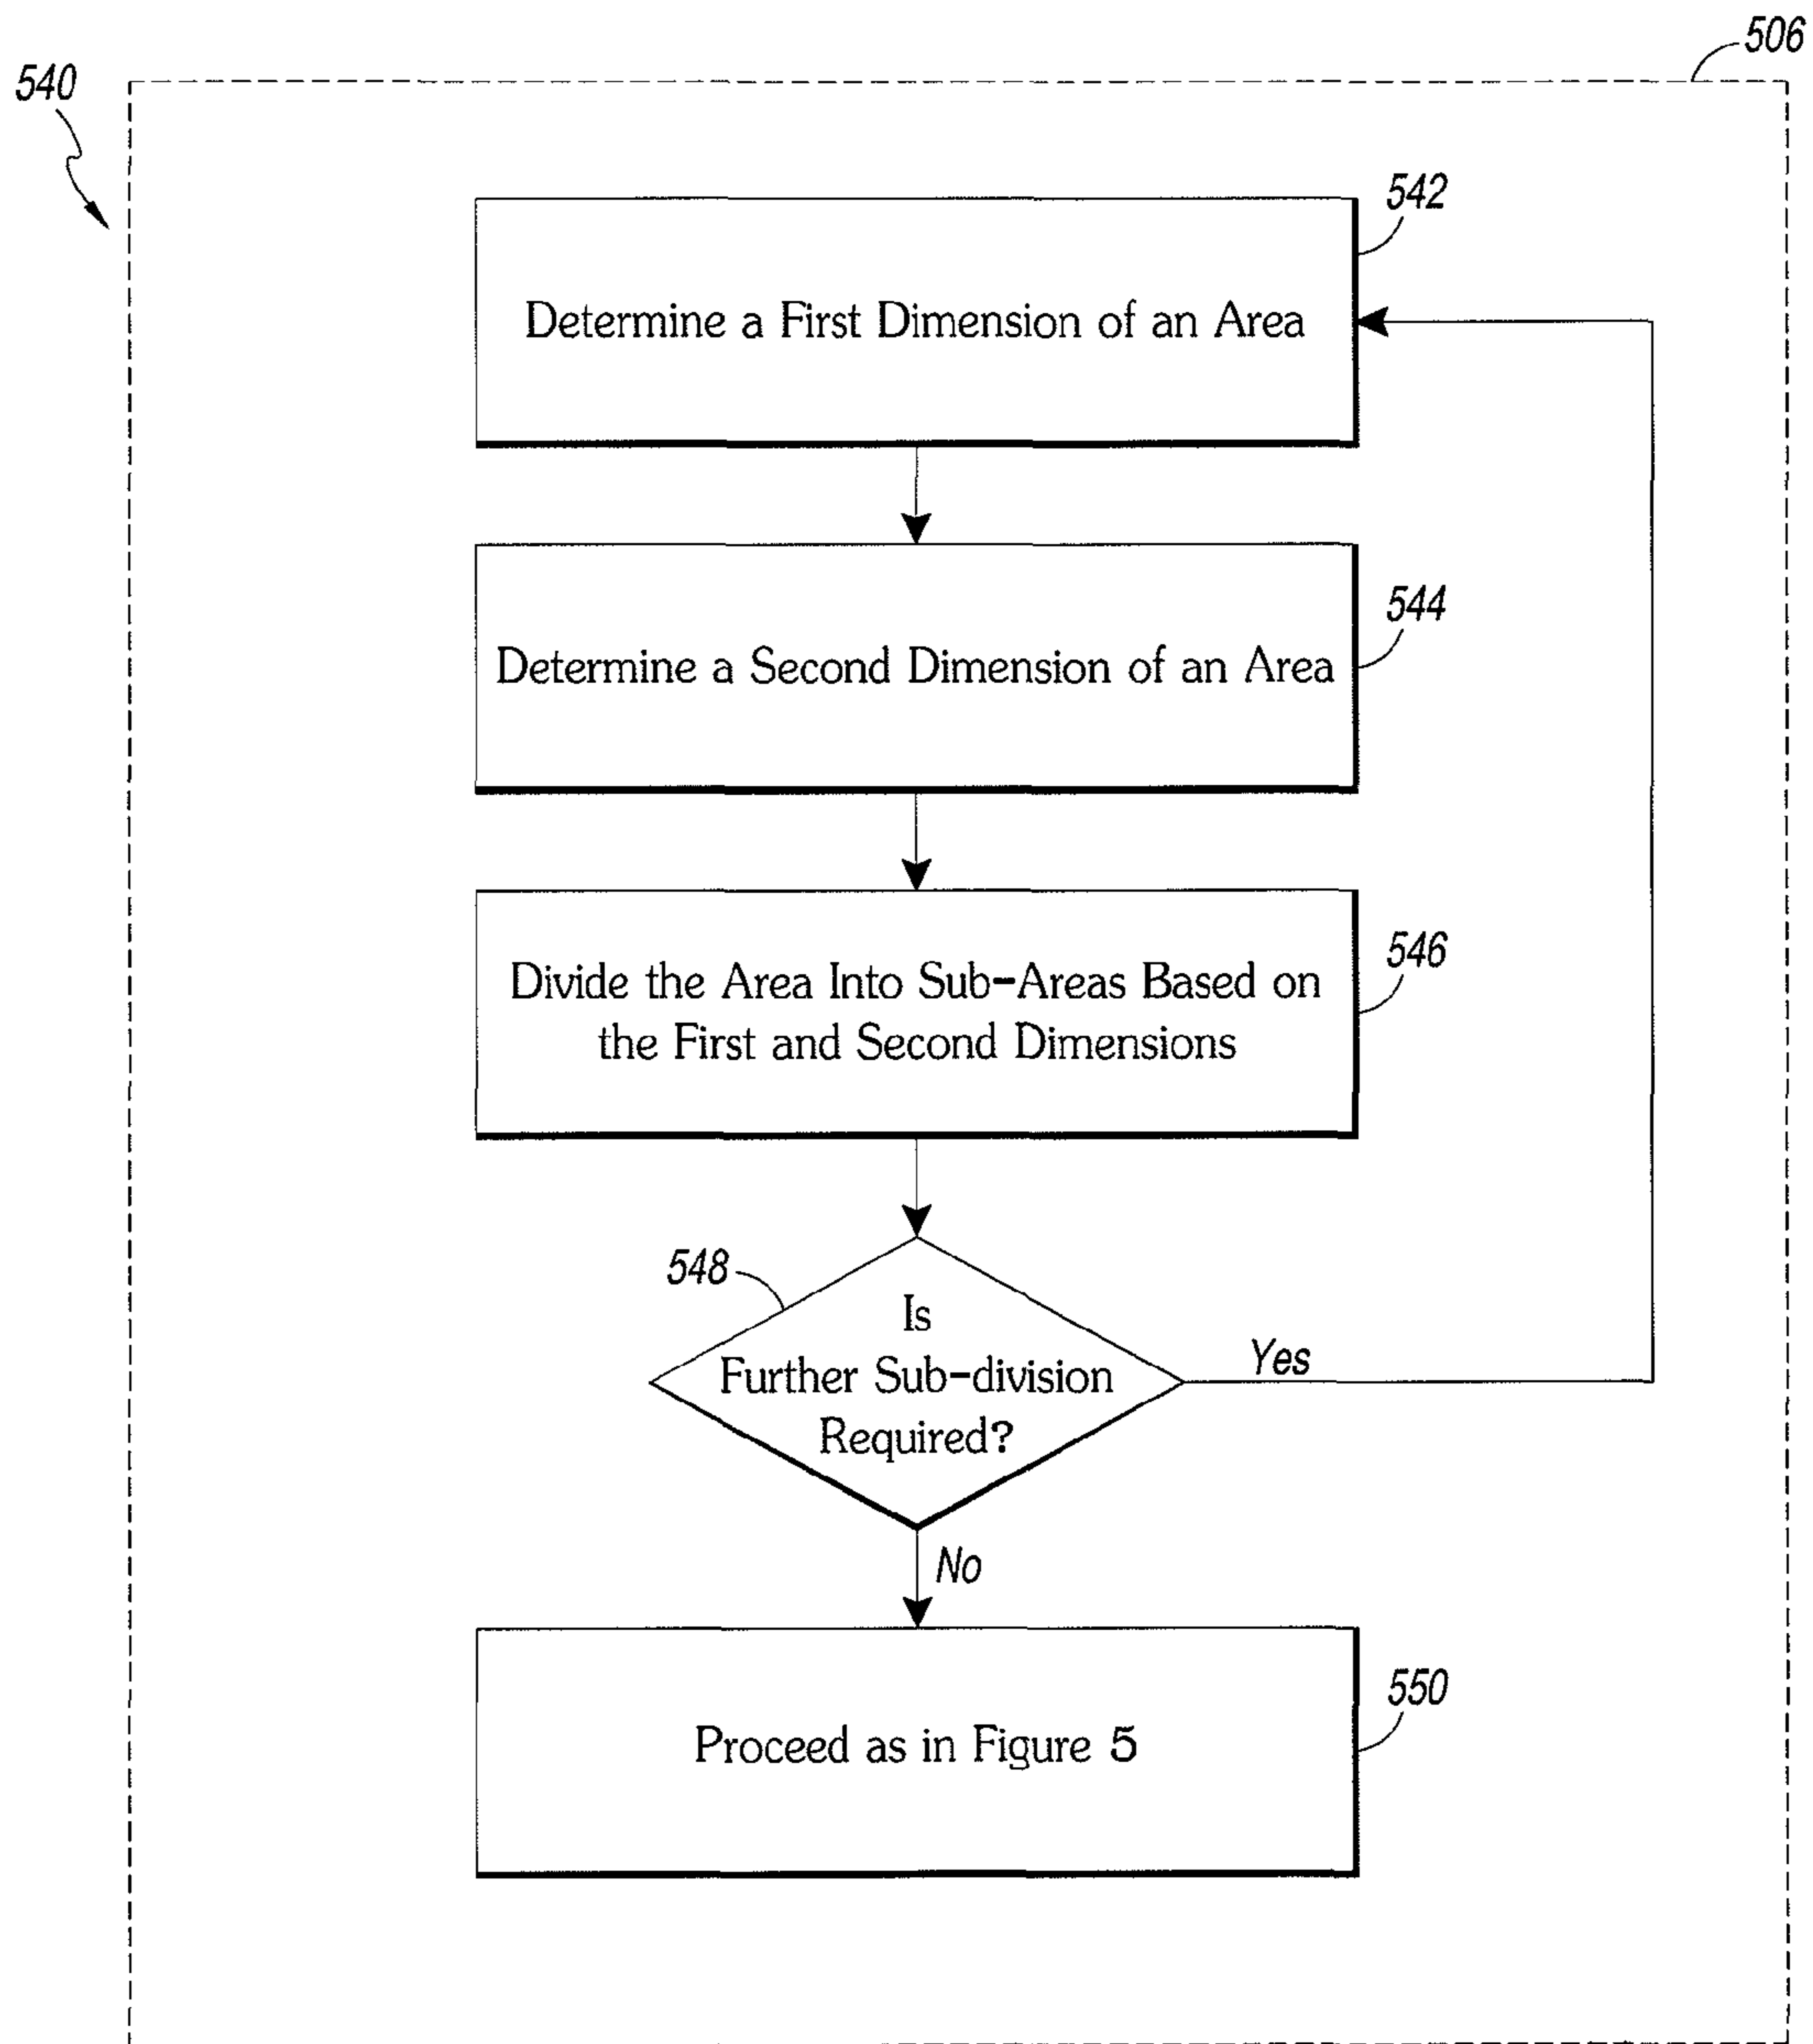 506
540
542
Determine a First Dimension of an Area
544
Determine a Second Dimension of an Area
546
Divide the Area Into Sub-Areas Based on
the First and Second Dimensions
548
Is
Further Sub-division
Required?
Yes
No
550
Proceed as in Figure 5